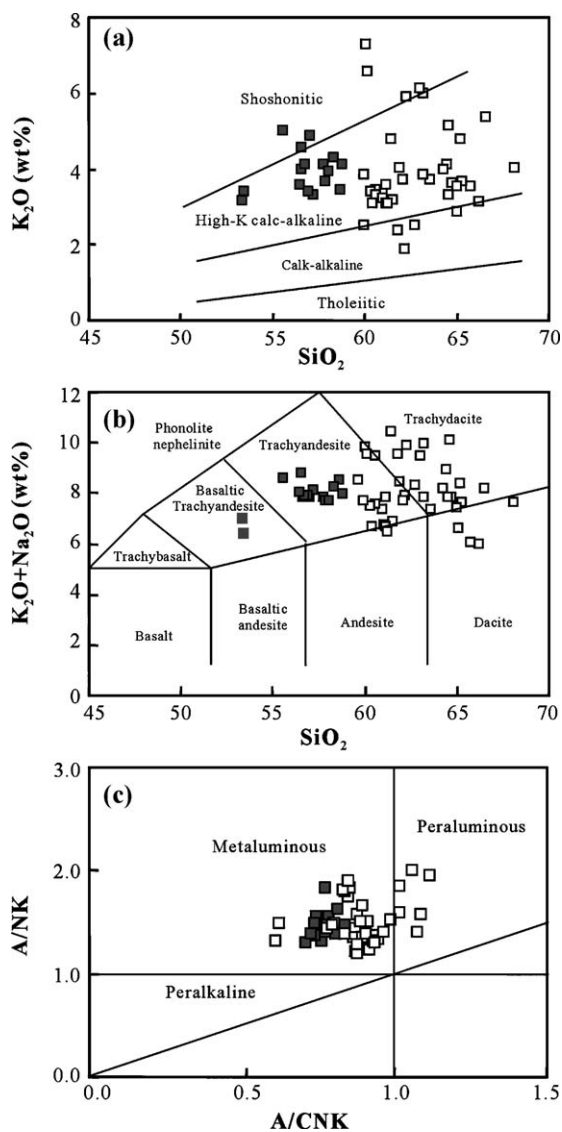 (a)
K₂O (wt%)
8
6
4
2
0
Shoshonitic
High-K calc-alkaline
Calk-alkaline
Tholeiitic
45 50 55 60 65 70
SiO₂
(b)
K₂O+Na₂O (wt%)
12
10
8
6
4
2
0
Phonolite
nephelinite
Trachyandesite
Trachydacite
Basaltic
Trachyandesite
Trachybasalt
Basalt
Basaltic
andesite
Andesite
Dacite
45 50 55 60 65 70
SiO₂
(c)
A/NK
3.0
2.0
1.0
0.0
Metaluminous
Peraluminous
Peralkaline
0.0 0.5 1.0 1.5
A/CNK